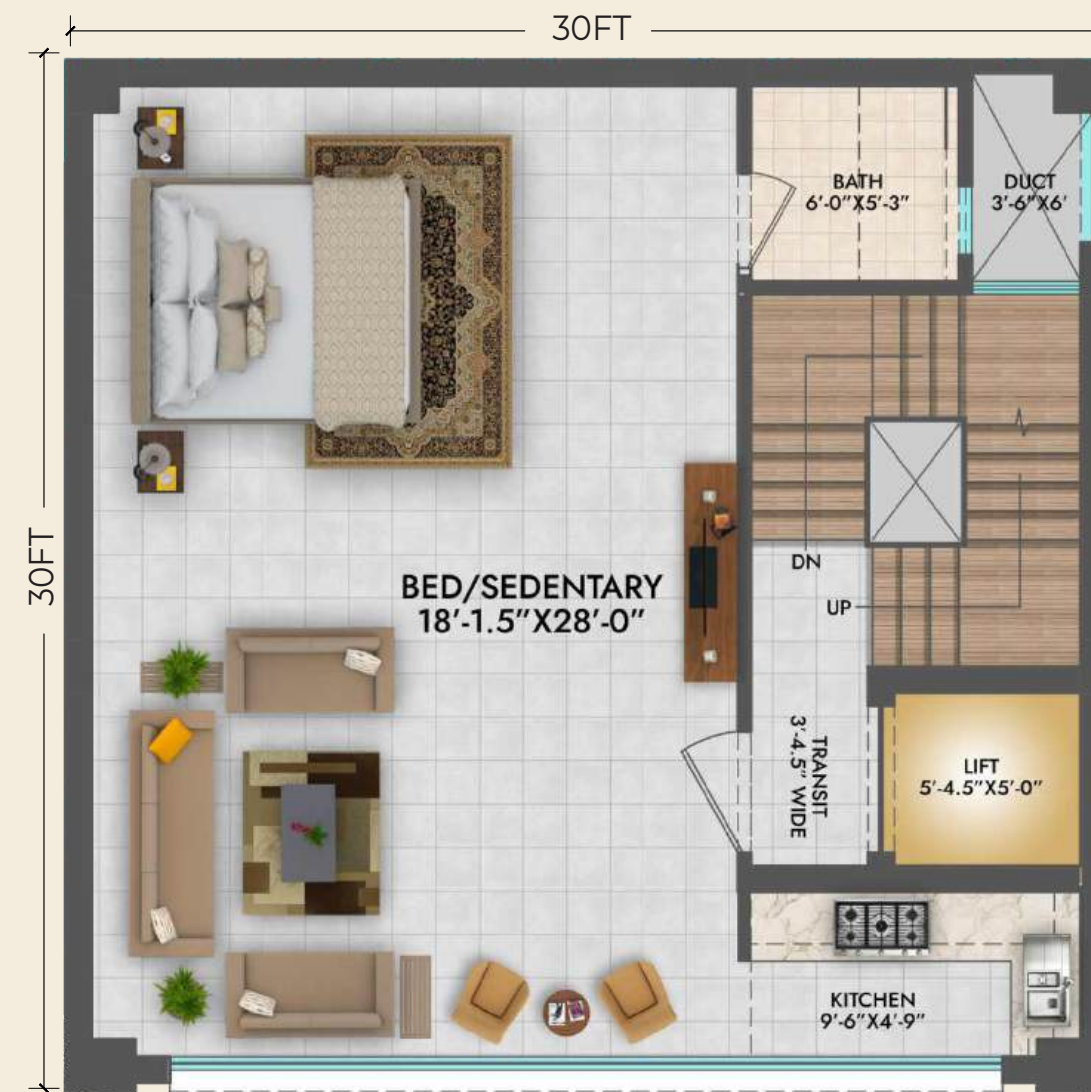 30FT
30FT
BATH
6'-0"X5'-3"
DUCT
3'-6"X6'
DN
UP
BED/SEDENTARY
18'-1.5"X28'-0"
TRANSIT
3'-4.5" WIDE
LIFT
5'-4.5"X5'-0"
KITCHEN
9'-6"X4'-9"